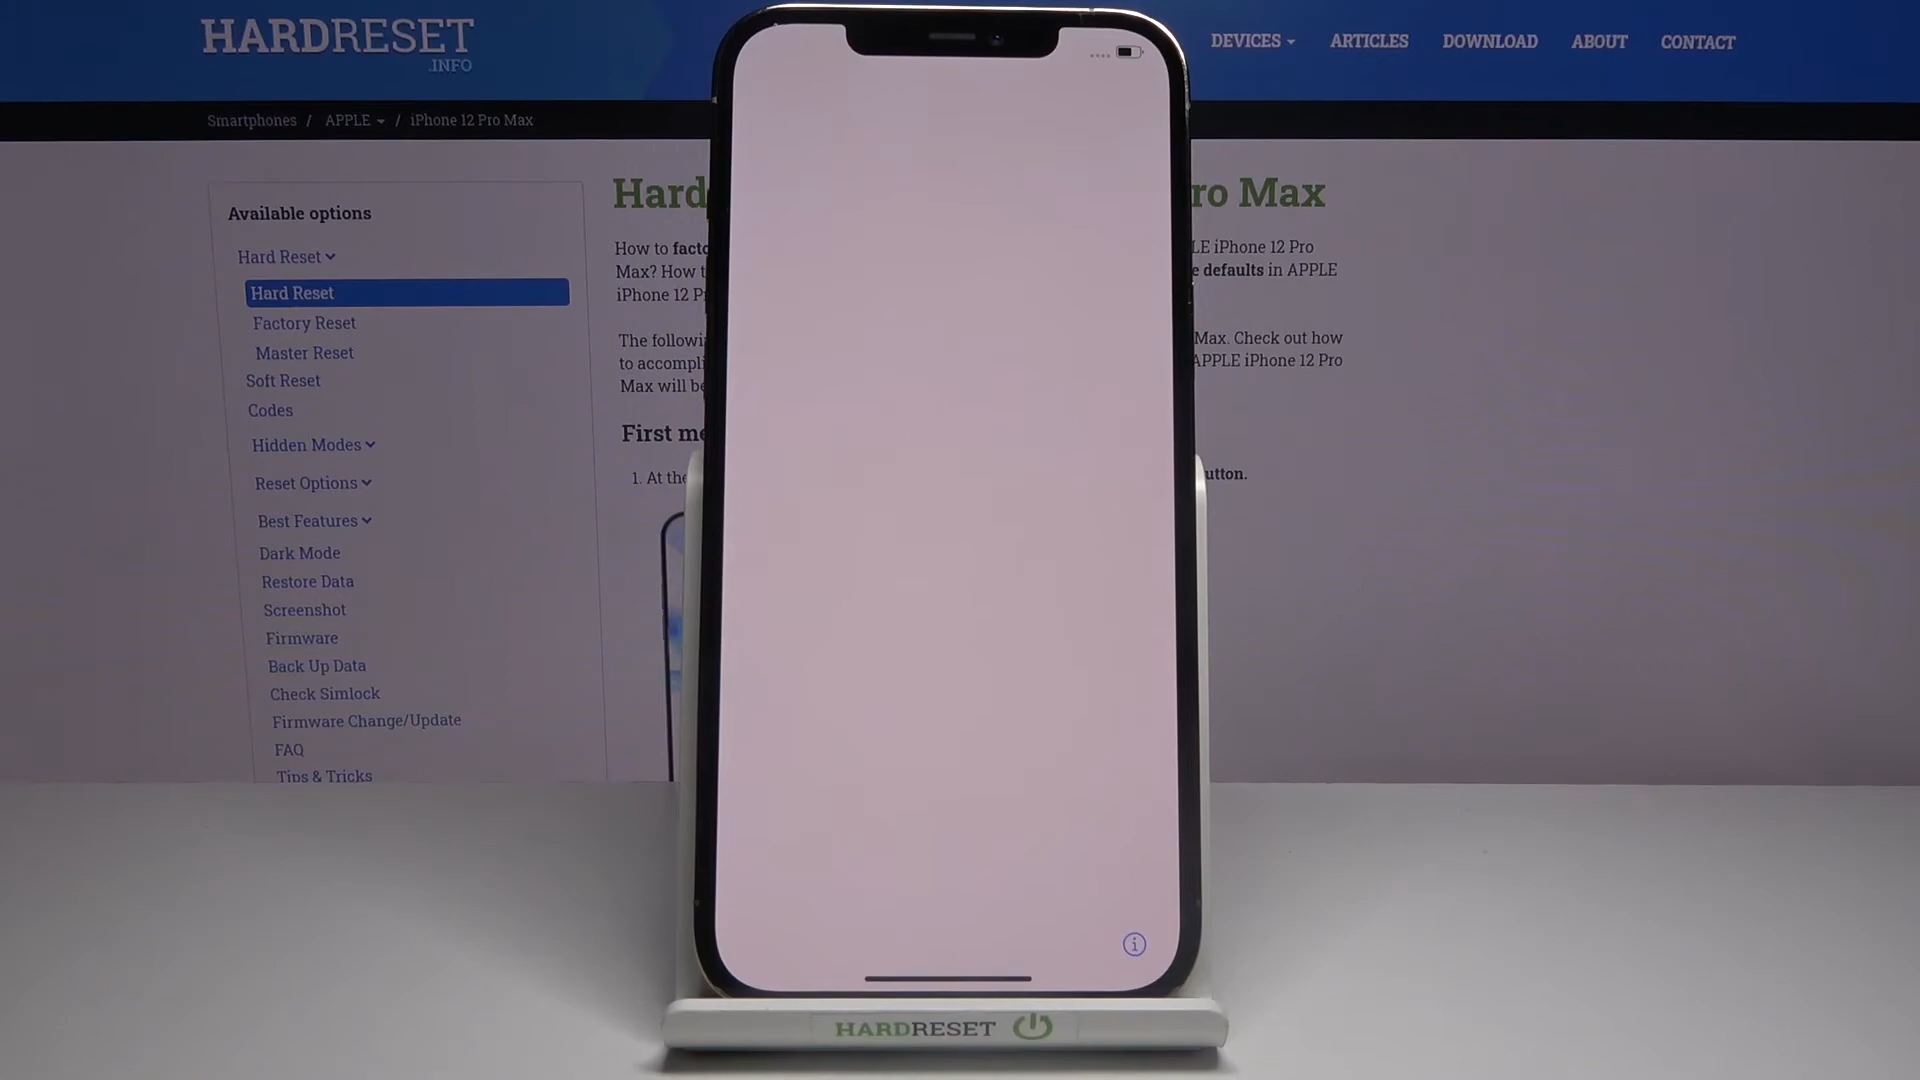 HARDRESET
.INFO
DEVICES ARTICLES DOWNLOAD ABOUT CONTACT
Smartphones / APPLE / iPhone 12 Pro Max
Available options
Hard Reset
Hard Reset
Factory Reset
Master Reset
Soft Reset
Codes
Hidden Modes
Reset Options
Best Features
Dark Mode
Restore Data
Screenshot
Firmware
Back Up Data
Check Simlock
Firmware Change/Update
FAQ
Tips & Tricks
Hard ro Max
How to facto LE iPhone 12 Pro
Max? How t e defaults in APPLE
iPhone 12 P
The followi Max. Check out how
to accompli APPLE iPhone 12 Pro
Max will be
First me
1. At the utton.
HARDRESET